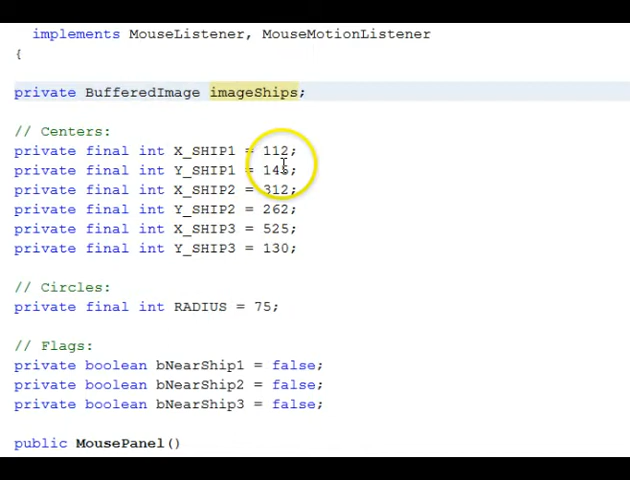 implements MouseListener, MouseMotionListener
{
private BufferedImage imageShips;
// Centers:
private final int X_SHIP1 = 112;
private final int Y_SHIP1 = 145;
private final int X_SHIP2 = 312;
private final int Y_SHIP2 = 262;
private final int X_SHIP3 = 525;
private final int Y_SHIP3 = 130;
// Circles:
private final int RADIUS = 75;
// Flags:
private boolean bNearShip1 = false;
private boolean bNearShip2 = false;
private boolean bNearShip3 = false;
public MousePanel()